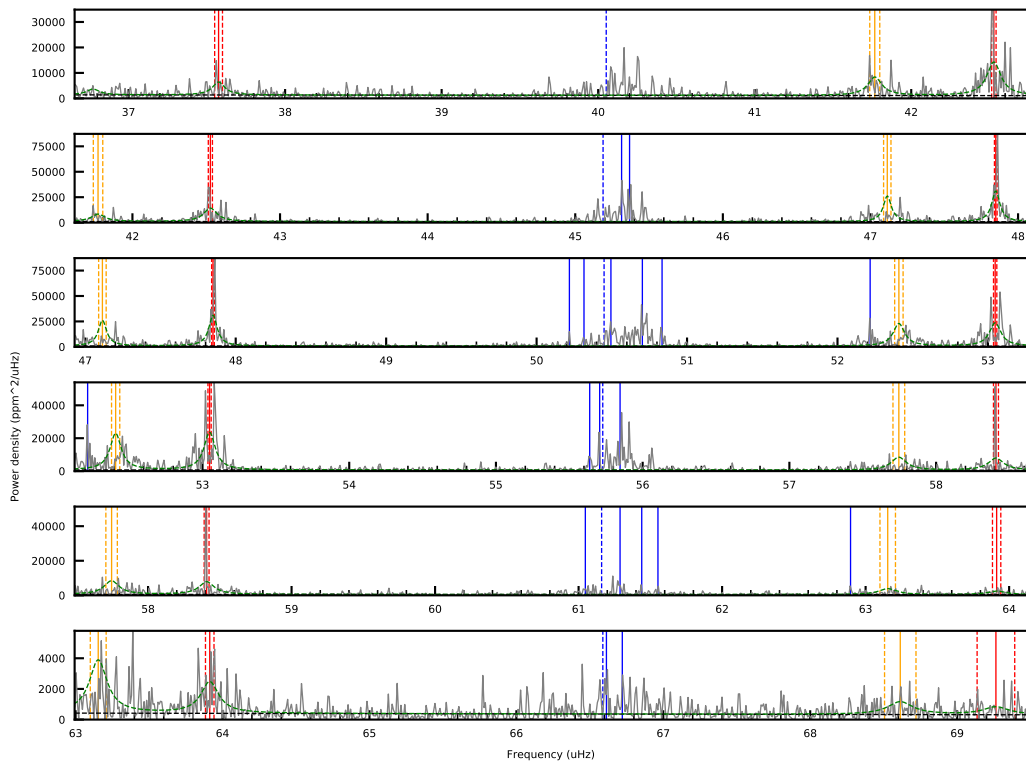 30000
20000
10000
0
37 38 39 40 41 42
75000
50000
25000
0
42 43 44 45 46 47 48
75000
50000
25000
0
47 48 49 50 51 52 53
40000
20000
0
53 54 55 56 57 58
40000
20000
0
58 59 60 61 62 63 64
4000
2000
0
63 64 65 66 67 68 69
Power density (ppm^2/uHz)
Frequency (uHz)